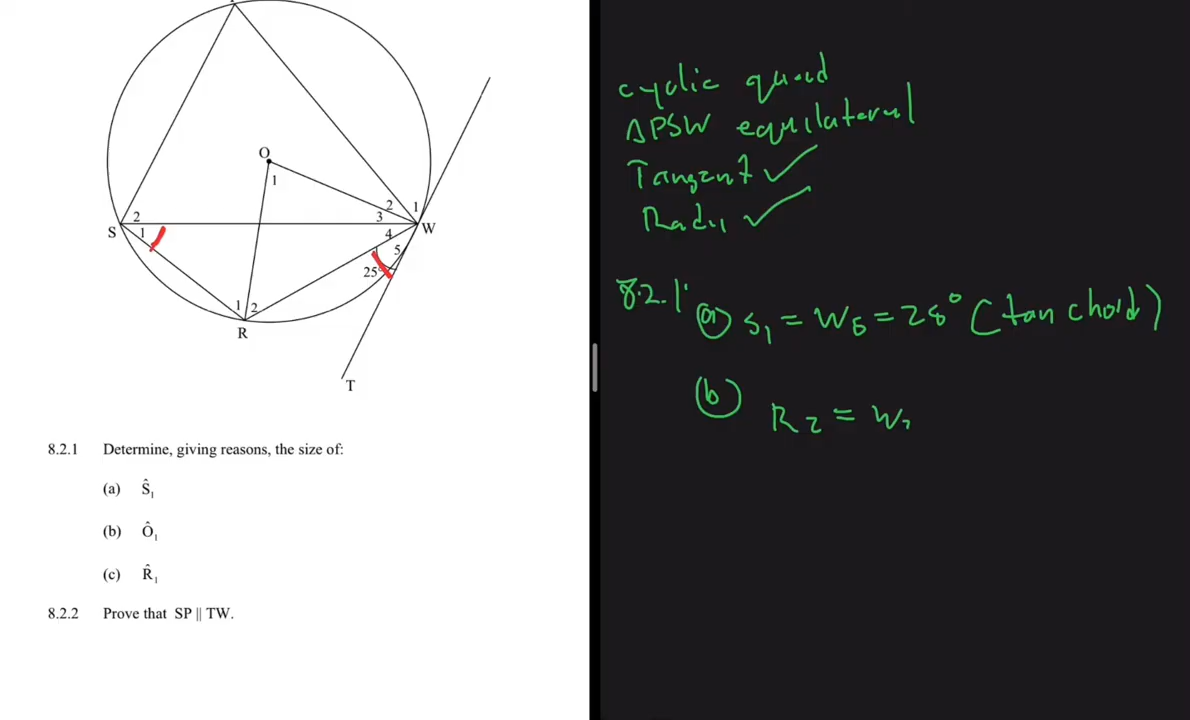 O
1
2
1
3
2
S
1
4
W
5
25°
1
2
R
T
8.2.1 Determine, giving reasons, the size of:
(a) Ŝ₁
(b) Ô₁
(c) R̂₁
8.2.2 Prove that SP || TW.
cyclic quad
ΔPSW equilateral
Tangent ✓
Radii ✓
8.2.1
(a) S₁ = W₅ = 25° (tan chord)
(b)
R₂ = W